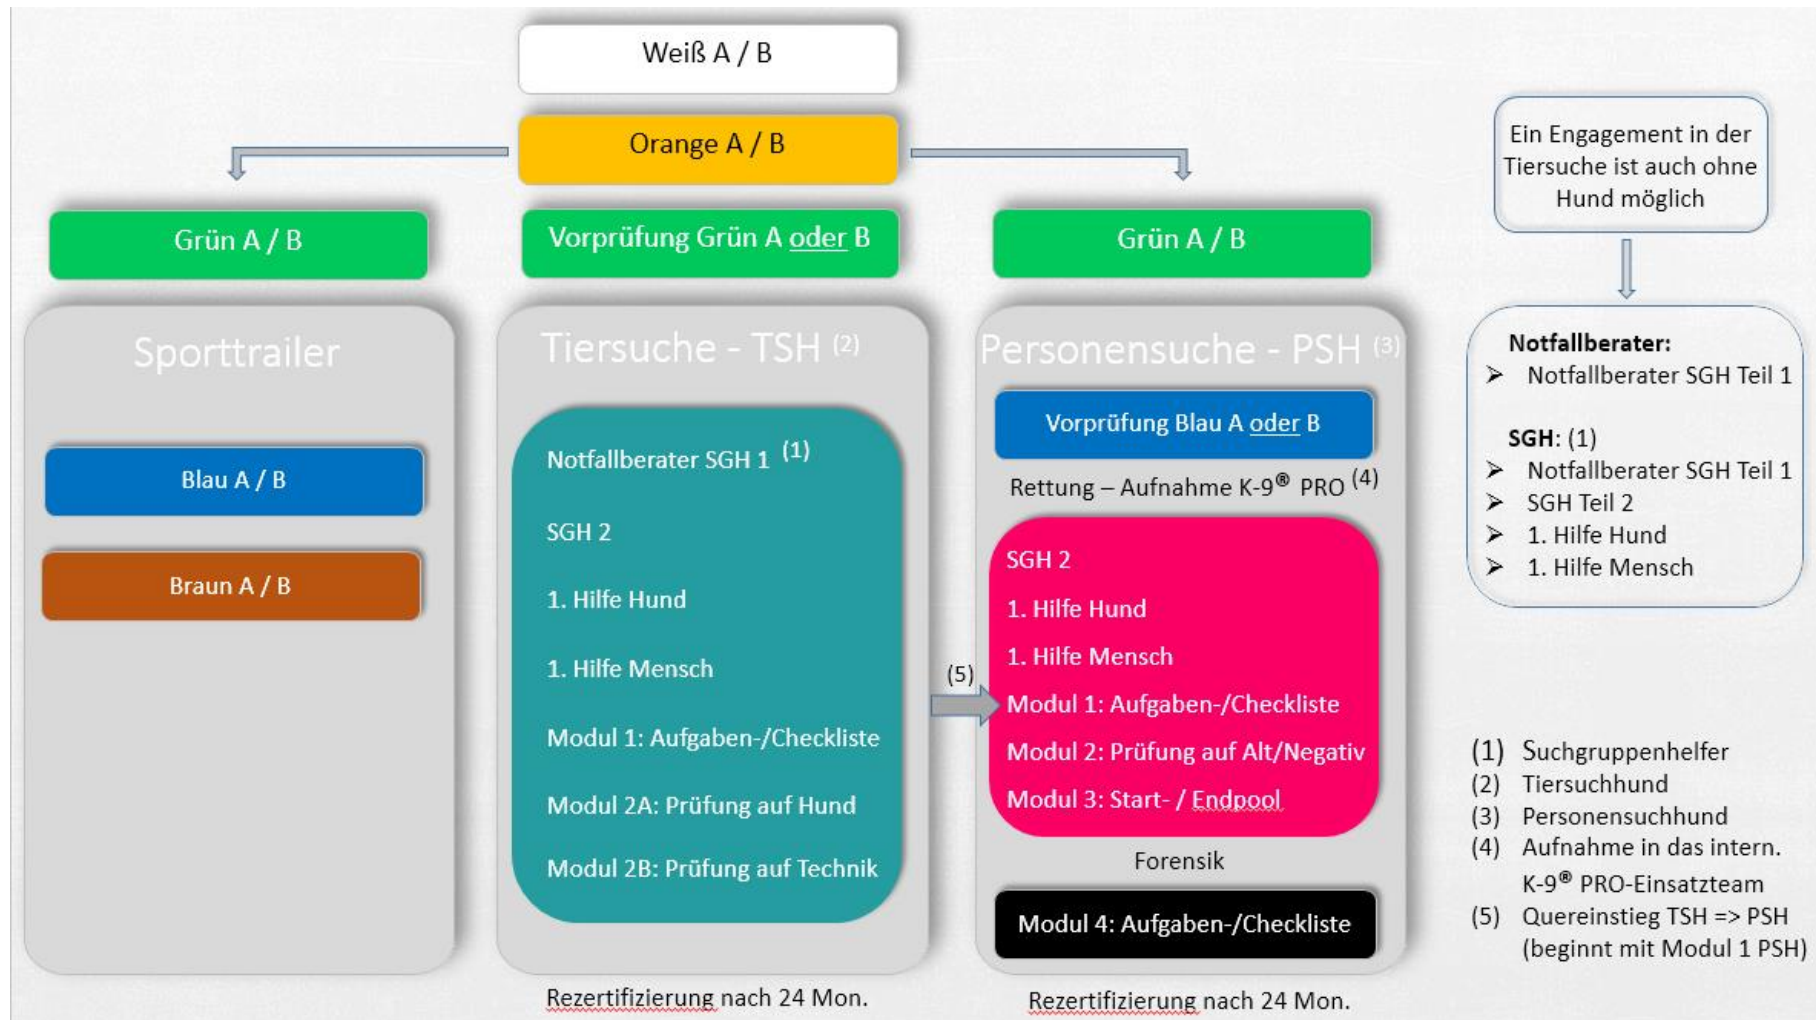 Weiß A / B
Orange A / B
Grün A / B
Vorprüfung Grün A oder B
Grün A / B
Sporttrailer
Blau A / B
Braun A / B
Tiersuche - TSH (2)
Notfallberater SGH 1 (1)
SGH 2
1. Hilfe Hund
1. Hilfe Mensch
Modul 1: Aufgaben-/Checkliste
Modul 2A: Prüfung auf Hund
Modul 2B: Prüfung auf Technik
Rezertifizierung nach 24 Mon.
(5)
Personensuche - PSH (3)
Vorprüfung Blau A oder B
Rettung – Aufnahme K-9® PRO (4)
SGH 2
1. Hilfe Hund
1. Hilfe Mensch
Modul 1: Aufgaben-/Checkliste
Modul 2: Prüfung auf Alt/Negativ
Modul 3: Start- / Endpool
Forensik
Modul 4: Aufgaben-/Checkliste
Rezertifizierung nach 24 Mon.
Ein Engagement in der
Tiersuche ist auch ohne
Hund möglich
Notfallberater:
➢ Notfallberater SGH Teil 1
SGH: (1)
➢ Notfallberater SGH Teil 1
➢ SGH Teil 2
➢ 1. Hilfe Hund
➢ 1. Hilfe Mensch
(1) Suchgruppenhelfer
(2) Tiersuchhund
(3) Personensuchhund
(4) Aufnahme in das intern.
K-9® PRO-Einsatzteam
(5) Quereinstieg TSH => PSH
(beginnt mit Modul 1 PSH)